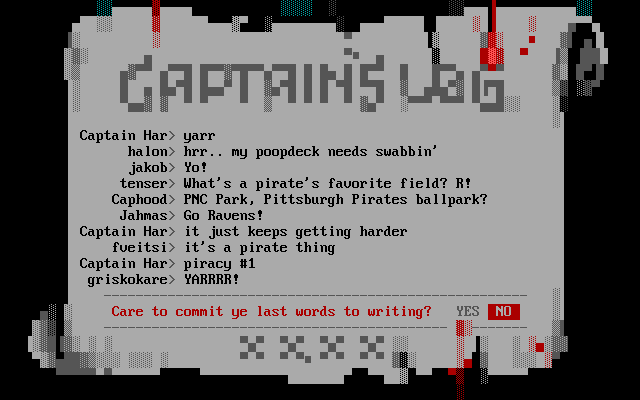 CAPTAIN'S LOG
Captain Har> yarr
halon> hrr.. my poopdeck needs swabbin'
jakob> Yo!
tenser> What's a pirate's favorite field? R!
Caphood> PNC Park, Pittsburgh Pirates ballpark?
Jahmas> Go Ravens!
Captain Har> it just keeps getting harder
fveitsi> it's a pirate thing
Captain Har> piracy #1
griskokare> YARRRR!
Care to commit ye last words to writing? YES NO
X X, X X